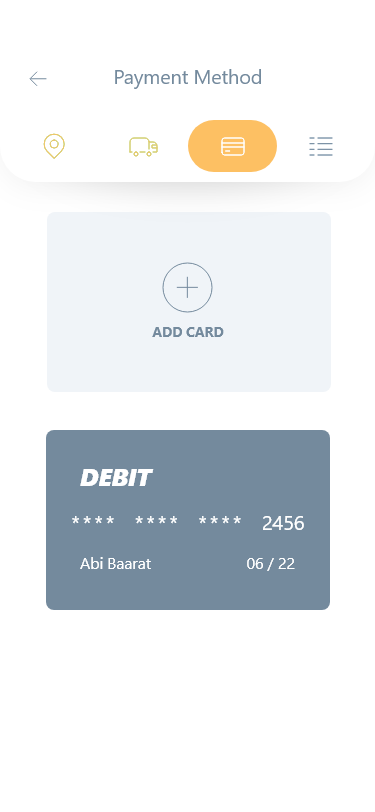 Payment Method
ADD CARD
DEBIT
**** **** **** 2456
Abi Baarat 06 / 22